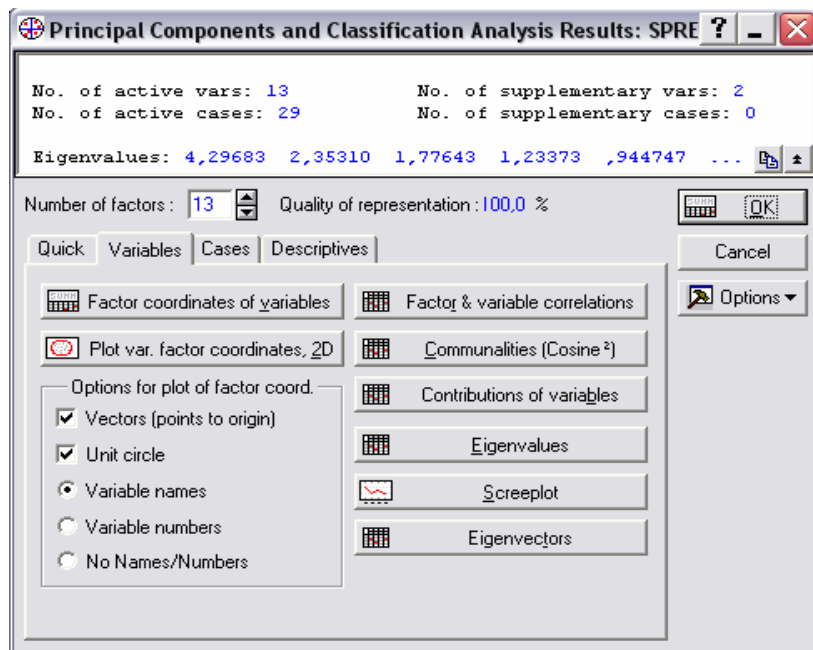 Principal Components and Classification Analysis Results: SPRE
No. of active vars: 13 No. of supplementary vars: 2
No. of active cases: 29 No. of supplementary cases: 0
Eigenvalues: 4,29683 2,35310 1,77643 1,23373 ,944747 ...
Number of factors : 13 Quality of representation : 100,0 %
OK
Quick Variables Cases Descriptives
Cancel
Options
Factor coordinates of variables
Factor & variable correlations
Plot var. factor coordinates, 2D
Communalities (Cosine ²)
Options for plot of factor coord.
Contributions of variables
Vectors (points to origin)
Unit circle
Eigenvalues
Variable names
Screeplot
Variable numbers
Eigenvectors
No Names/Numbers